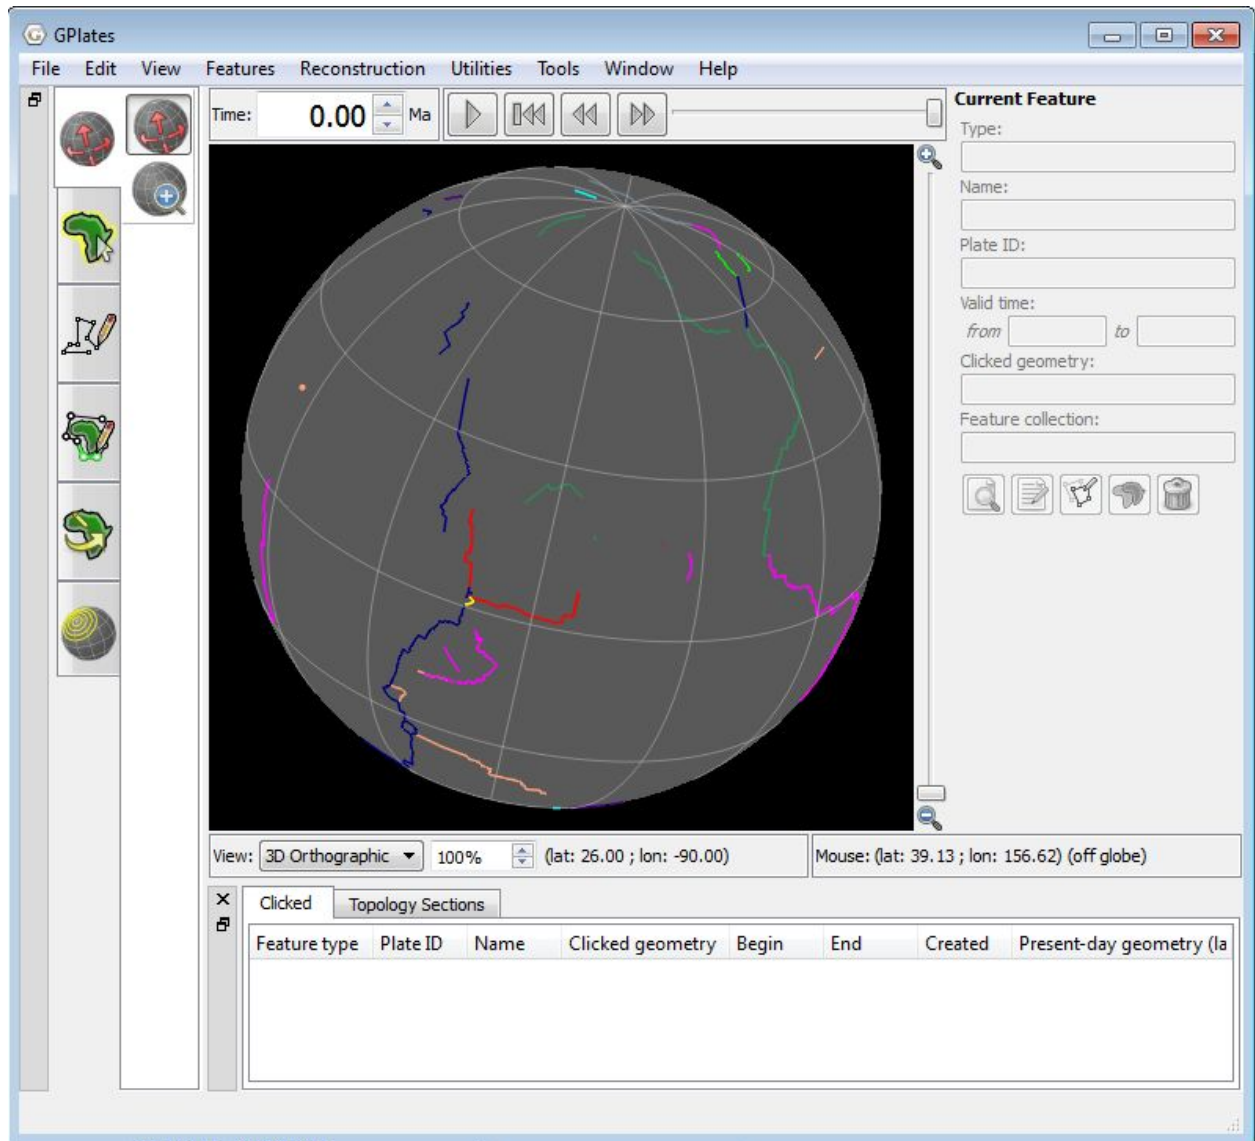 GPlates
File Edit View Features Reconstruction Utilities Tools Window Help
Time: 0.00 Ma
Current Feature
Type:
Name:
Plate ID:
Valid time:
from to
Clicked geometry:
Feature collection:
View: 3D Orthographic 100% (lat: 26.00 ; lon: -90.00) Mouse: (lat: 39.13 ; lon: 156.62) (off globe)
Clicked Topology Sections
Feature type Plate ID Name Clicked geometry Begin End Created Present-day geometry (la